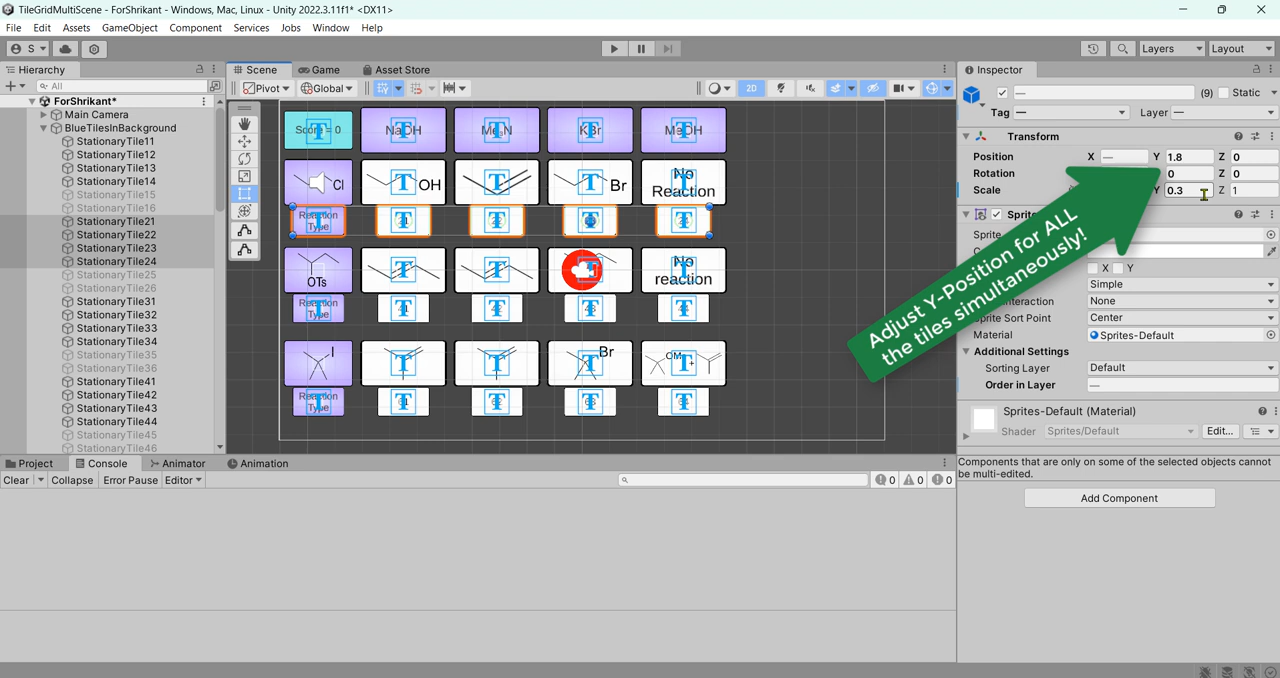 TileGridMultiScene - ForShrikant - Windows, Mac, Linux - Unity 2022.3.11f1* <DX11>
File Edit Assets GameObject Component Services Jobs Window Help
S Layers Layout
Hierarchy
All
ForShrikant*
Main Camera
BlueTilesInBackground
StationaryTile11
StationaryTile12
StationaryTile13
StationaryTile14
StationaryTile15
StationaryTile16
StationaryTile21
StationaryTile22
StationaryTile23
StationaryTile24
StationaryTile25
StationaryTile26
StationaryTile31
StationaryTile32
StationaryTile33
StationaryTile34
StationaryTile35
StationaryTile36
StationaryTile41
StationaryTile42
StationaryTile43
StationaryTile44
StationaryTile45
StationaryTile46
Scene Game Asset Store
Pivot Global 2D
Score = 0 NaOH KBr MeOH
Cl OH Br No
Reaction
Reaction
Type
OTs No
reaction
Reaction
Type
I Br
Reaction
Type
Inspector
— (9) Static
Tag — Layer —
Transform
Position X — Y 1.8 Z 0
Rotation 0 Z 0
Scale Y 0.3 Z 1
Adjust Y-Position for ALL
the tiles simultaneously!
Sprite
X Y
Simple
None
Sprite Sort Point Center
Material Sprites-Default
Additional Settings
Sorting Layer Default
Order in Layer —
Sprites-Default (Material)
Shader Sprites/Default Edit...
Components that are only on some of the selected objects cannot
be multi-edited.
Add Component
Project Console Animator Animation
Clear Collapse Error Pause Editor 0 0 0